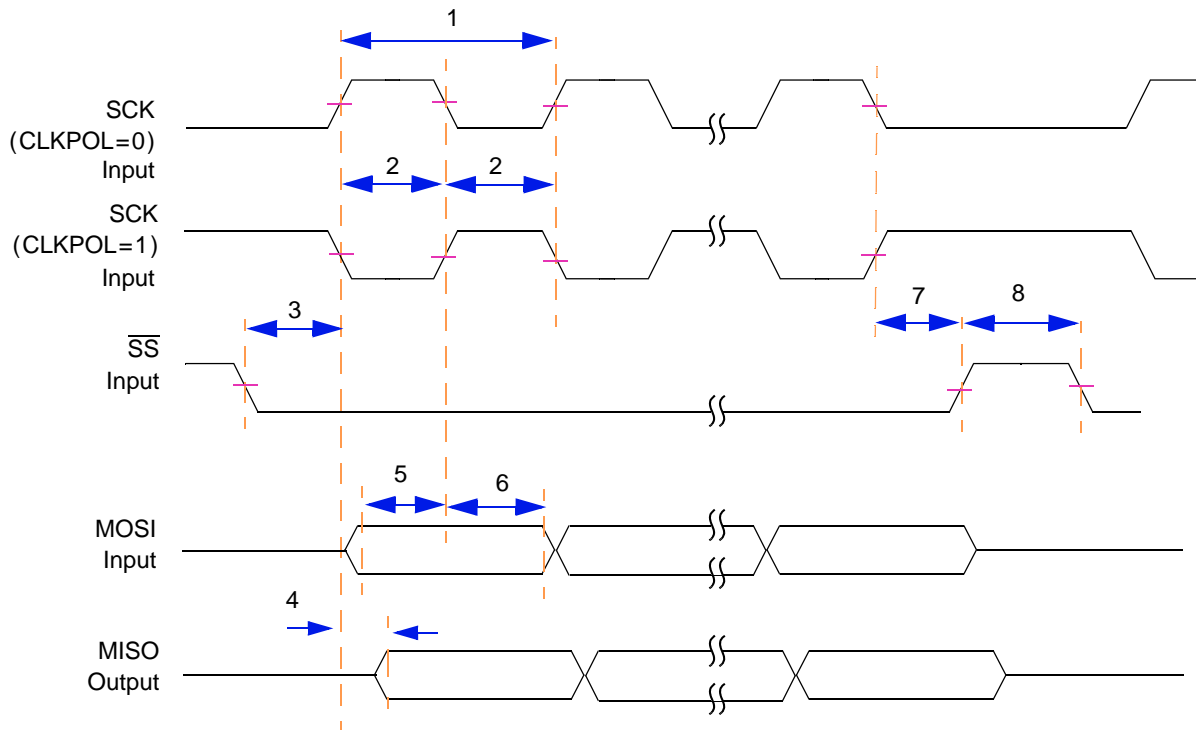 1
SCK
(CLKPOL=0)
Input
2 2
SCK
(CLKPOL=1)
Input
3
7 8
SS
Input
5 6
MOSI
Input
4
MISO
Output